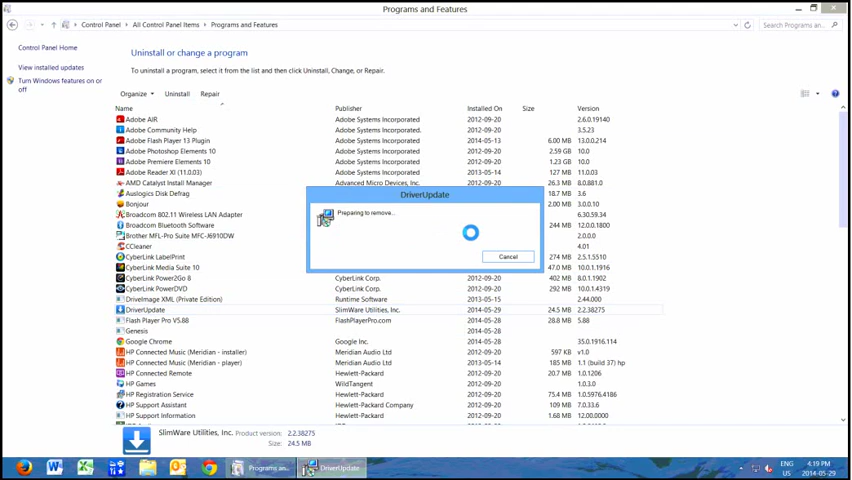 Programs and Features
Control Panel ▸ All Control Panel Items ▸ Programs and Features
Search Programs an...
Control Panel Home
View installed updates
Turn Windows features on or off
Uninstall or change a program
To uninstall a program, select it from the list and then click Uninstall, Change, or Repair.
Organize Uninstall Repair
Name Publisher Installed On Size Version
Adobe AIR Adobe Systems Incorporated 2012-09-20 2.6.0.19140
Adobe Community Help Adobe Systems Incorporated. 2012-09-20 3.5.23
Adobe Flash Player 13 Plugin Adobe Systems Incorporated 2014-05-13 6.00 MB 13.0.0.214
Adobe Photoshop Elements 10 Adobe Systems Incorporated 2012-09-20 2.59 GB 10.0
Adobe Premiere Elements 10 Adobe Systems Incorporated 2012-09-20 1.23 GB 10.0
Adobe Reader XI (11.0.03) Adobe Systems Incorporated 2013-05-14 127 MB 11.0.03
AMD Catalyst Install Manager Advanced Micro Devices, Inc. 2012-09-20 26.3 MB 8.0.881.0
Auslogics Disk Defrag 18.7 MB 3.6
Bonjour 2.00 MB 3.0.0.10
Broadcom 802.11 Wireless LAN Adapter 6.30.59.34
Broadcom Bluetooth Software 244 MB 12.0.0.1800
Brother MFL-Pro Suite MFC-J6910DW 2.0.0.0
CCleaner 4.01
CyberLink LabelPrint 274 MB 2.5.1.5510
CyberLink Media Suite 10 47.0 MB 10.0.1.1916
CyberLink Power2Go 8 CyberLink Corp. 2012-09-20 402 MB 8.0.1.1902
CyberLink PowerDVD CyberLink Corp. 2012-09-20 292 MB 10.0.1.4319
DriveImage XML (Private Edition) Runtime Software 2013-05-15 2.44.000
DriverUpdate SlimWare Utilities, Inc. 2014-05-29 24.5 MB 2.2.38275
Flash Player Pro V5.88 FlashPlayerPro.com 2014-05-28 28.8 MB 5.88
Genesis 2014-05-28
Google Chrome Google Inc. 2014-05-28 35.0.1916.114
HP Connected Music (Meridian - installer) Meridian Audio Ltd 2012-09-20 597 KB v1.0
HP Connected Music (Meridian - player) Meridian Audio Ltd 2013-05-14 185 MB 1.1 (build 37) hp
HP Connected Remote Hewlett-Packard 2012-09-20 20.7 MB 1.0.1206
HP Games WildTangent 2012-09-20 1.0.3.0
HP Registration Service Hewlett-Packard 2012-09-20 75.4 MB 1.0.5976.4186
HP Support Assistant Hewlett-Packard Company 2012-09-20 109 MB 7.0.33.6
HP Support Information Hewlett-Packard 2012-09-20 1.68 MB 12.00.0000
DriverUpdate
Preparing to remove...
Cancel
SlimWare Utilities, Inc. Product version: 2.2.38275
Size: 24.5 MB
Programs an...
DriverUpdate
ENG
US
4:19 PM
2014-05-29